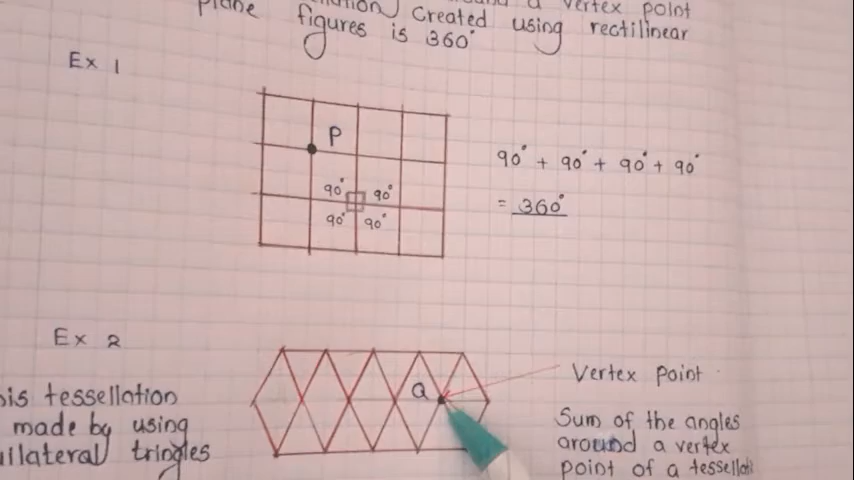 a vertex point
plane figures is 360°
created using rectilinear
Ex 1
P
90° 90°
90° 90°
90° + 90° + 90° + 90°
= 360°
Ex 2
a
Vertex point
tessellation
made by using
tringles
Sum of the angles
around a vertex
point of a